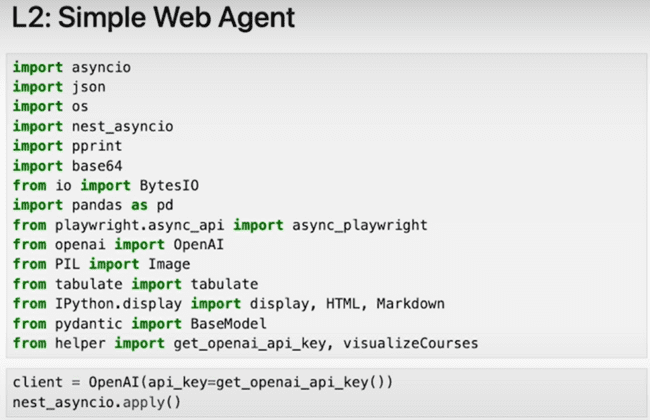 L2: Simple Web Agent
import asyncio
import json
import os
import nest_asyncio
import pprint
import base64
from io import BytesIO
import pandas as pd
from playwright.async_api import async_playwright
from openai import OpenAI
from PIL import Image
from tabulate import tabulate
from IPython.display import display, HTML, Markdown
from pydantic import BaseModel
from helper import get_openai_api_key, visualizeCourses
client = OpenAI(api_key=get_openai_api_key())
nest_asyncio.apply()